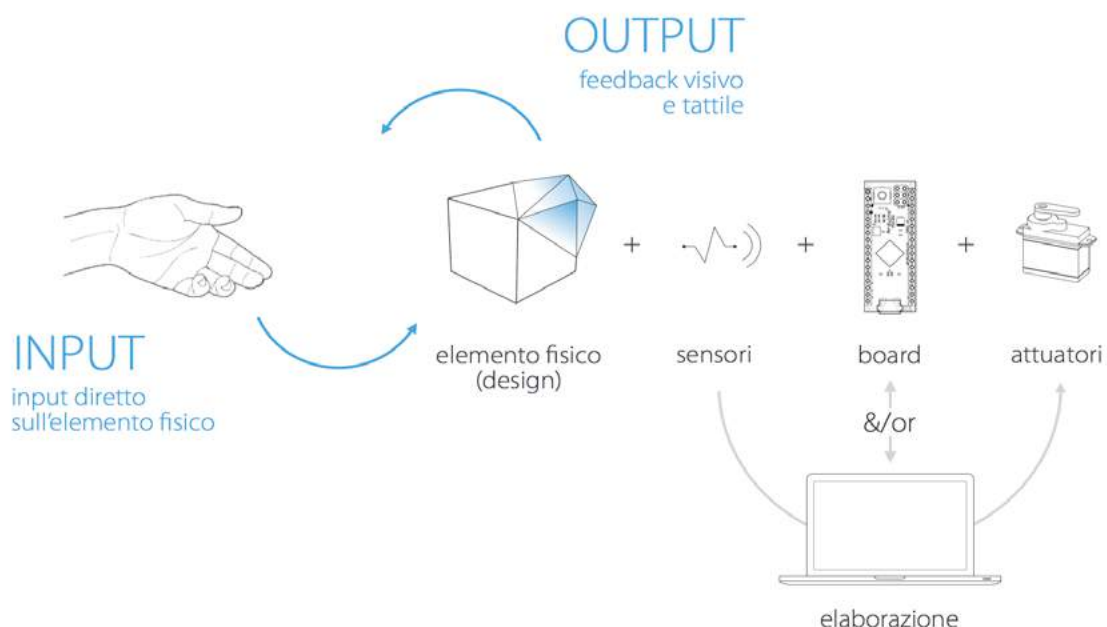 OUTPUT
feedback visivo
e tattile
+
+
+
INPUT
input diretto
sull'elemento fisico
elemento fisico
(design)
sensori
board
attuatori
&/or
elaborazione